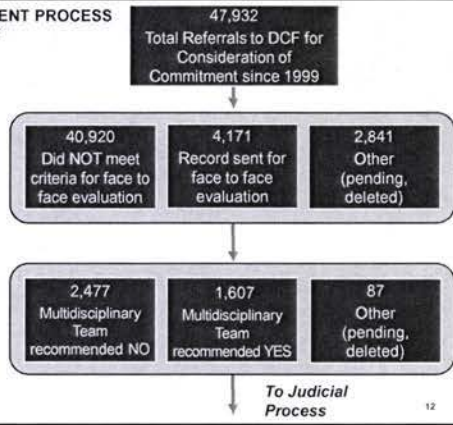 ENT PROCESS
47,932
Total Referrals to DCF for
Consideration of
Commitment since 1999
40,920
Did NOT meet
criteria for face to
face evaluation
4,171
Record sent for
face to face
evaluation
2,841
Other
(pending,
deleted)
2,477
Multidisciplinary
Team
recommended NO
1,607
Multidisciplinary
Team
recommended YES
87
Other
(pending,
deleted)
To Judicial
Process
12